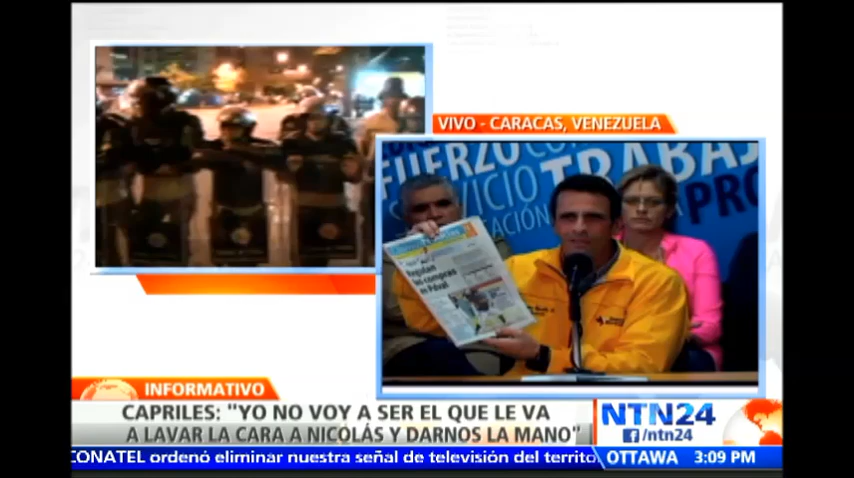 VIVO - CARACAS, VENEZUELA
FUERZO
TRABAJ
VICIO
PRO
Regulan
las compras
en Pdval
INFORMATIVO
CAPRILES: "YO NO VOY A SER EL QUE LE VA
A LAVAR LA CARA A NICOLÁS Y DARNOS LA MANO"
NTN24
f/ntn24
CONATEL ordenó eliminar nuestra señal de televisión del territo
OTTAWA 3:09 PM